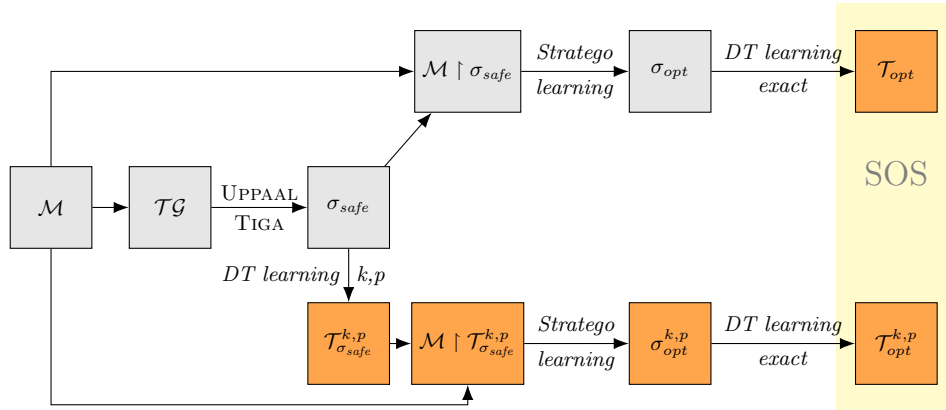 ℳ ↾ σ_safe
Stratego
learning
σ_opt
DT learning
exact
𝒯_opt
SOS
ℳ
𝒯𝒢
UPPAAL
TIGA
σ_safe
DT learning k,p
𝒯^{k,p}_{σ_safe}
ℳ ↾ 𝒯^{k,p}_{σ_safe}
Stratego
learning
σ^{k,p}_{opt}
DT learning
exact
𝒯^{k,p}_{opt}